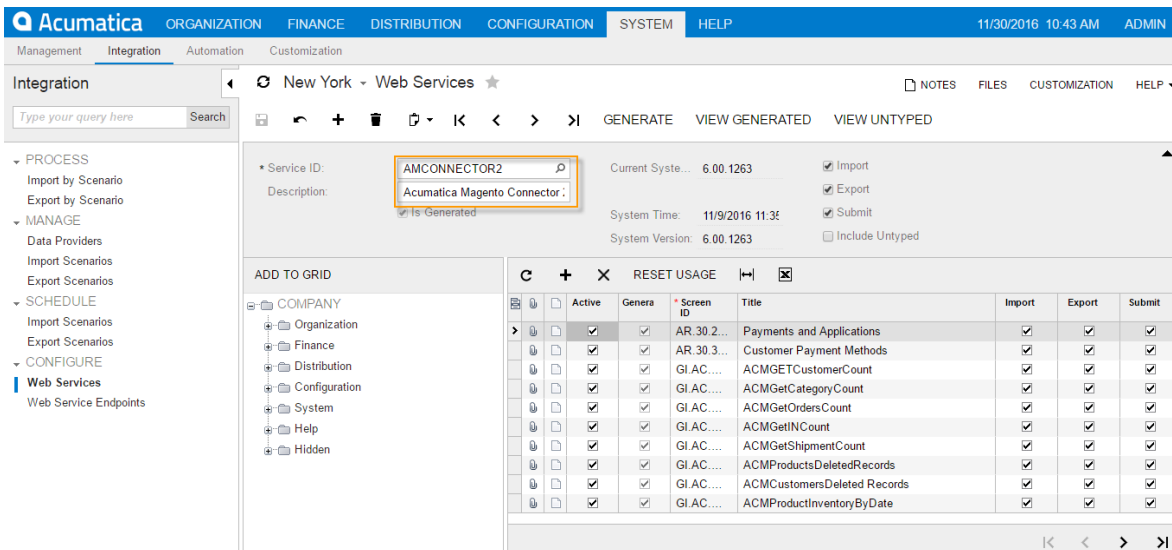 Acumatica ORGANIZATION FINANCE DISTRIBUTION CONFIGURATION SYSTEM HELP 11/30/2016 10:43 AM ADMIN
Management Integration Automation Customization
Integration New York Web Services NOTES FILES CUSTOMIZATION HELP
Type your query here Search GENERATE VIEW GENERATED VIEW UNTYPED
PROCESS
Import by Scenario
Export by Scenario
MANAGE
Data Providers
Import Scenarios
Export Scenarios
SCHEDULE
Import Scenarios
Export Scenarios
CONFIGURE
Web Services
Web Service Endpoints
* Service ID: AMCONNECTOR2 Current Syste... 6.00.1263 Import
Description: Acumatica Magento Connector Export
Is Generated System Time: 11/9/2016 11:35 Submit
System Version: 6.00.1263 Include Untyped
ADD TO GRID
COMPANY
Organization
Finance
Distribution
Configuration
System
Help
Hidden
RESET USAGE
Active Genera * Screen ID Title Import Export Submit
AR.30.2... Payments and Applications
AR.30.3... Customer Payment Methods
GI.AC.... ACMGETCustomerCount
GI.AC.... ACMGetCategoryCount
GI.AC.... ACMGetOrdersCount
GI.AC.... ACMGetINCount
GI.AC.... ACMGetShipmentCount
GI.AC.... ACMProductsDeletedRecords
GI.AC.... ACMCustomersDeleted Records
GI.AC.... ACMProductInventoryByDate